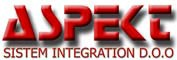 ASPEKT
SISTEM INTEGRATION D.O.O